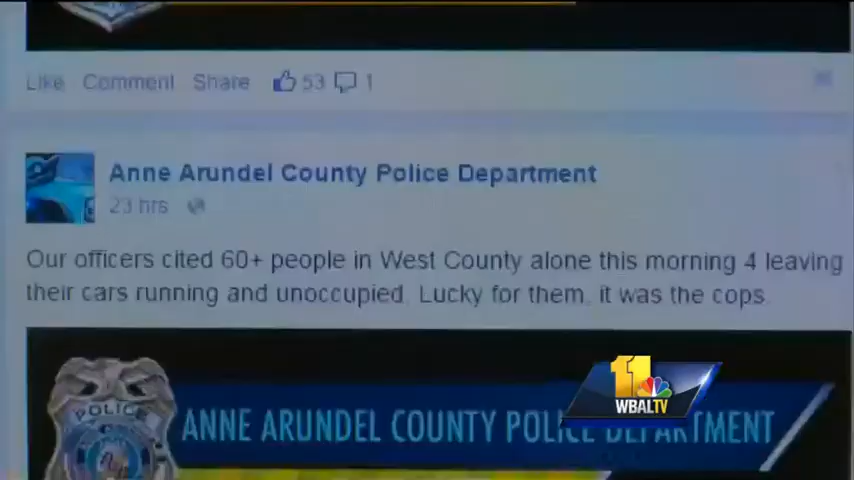 Like Comment Share 53 1
Anne Arundel County Police Department
23 hrs
Our officers cited 60+ people in West County alone this morning 4 leaving
their cars running and unoccupied. Lucky for them, it was the cops.
POLICE
ANNE ARUNDEL COUNTY POLICE DEPARTMENT
11
WBALTV